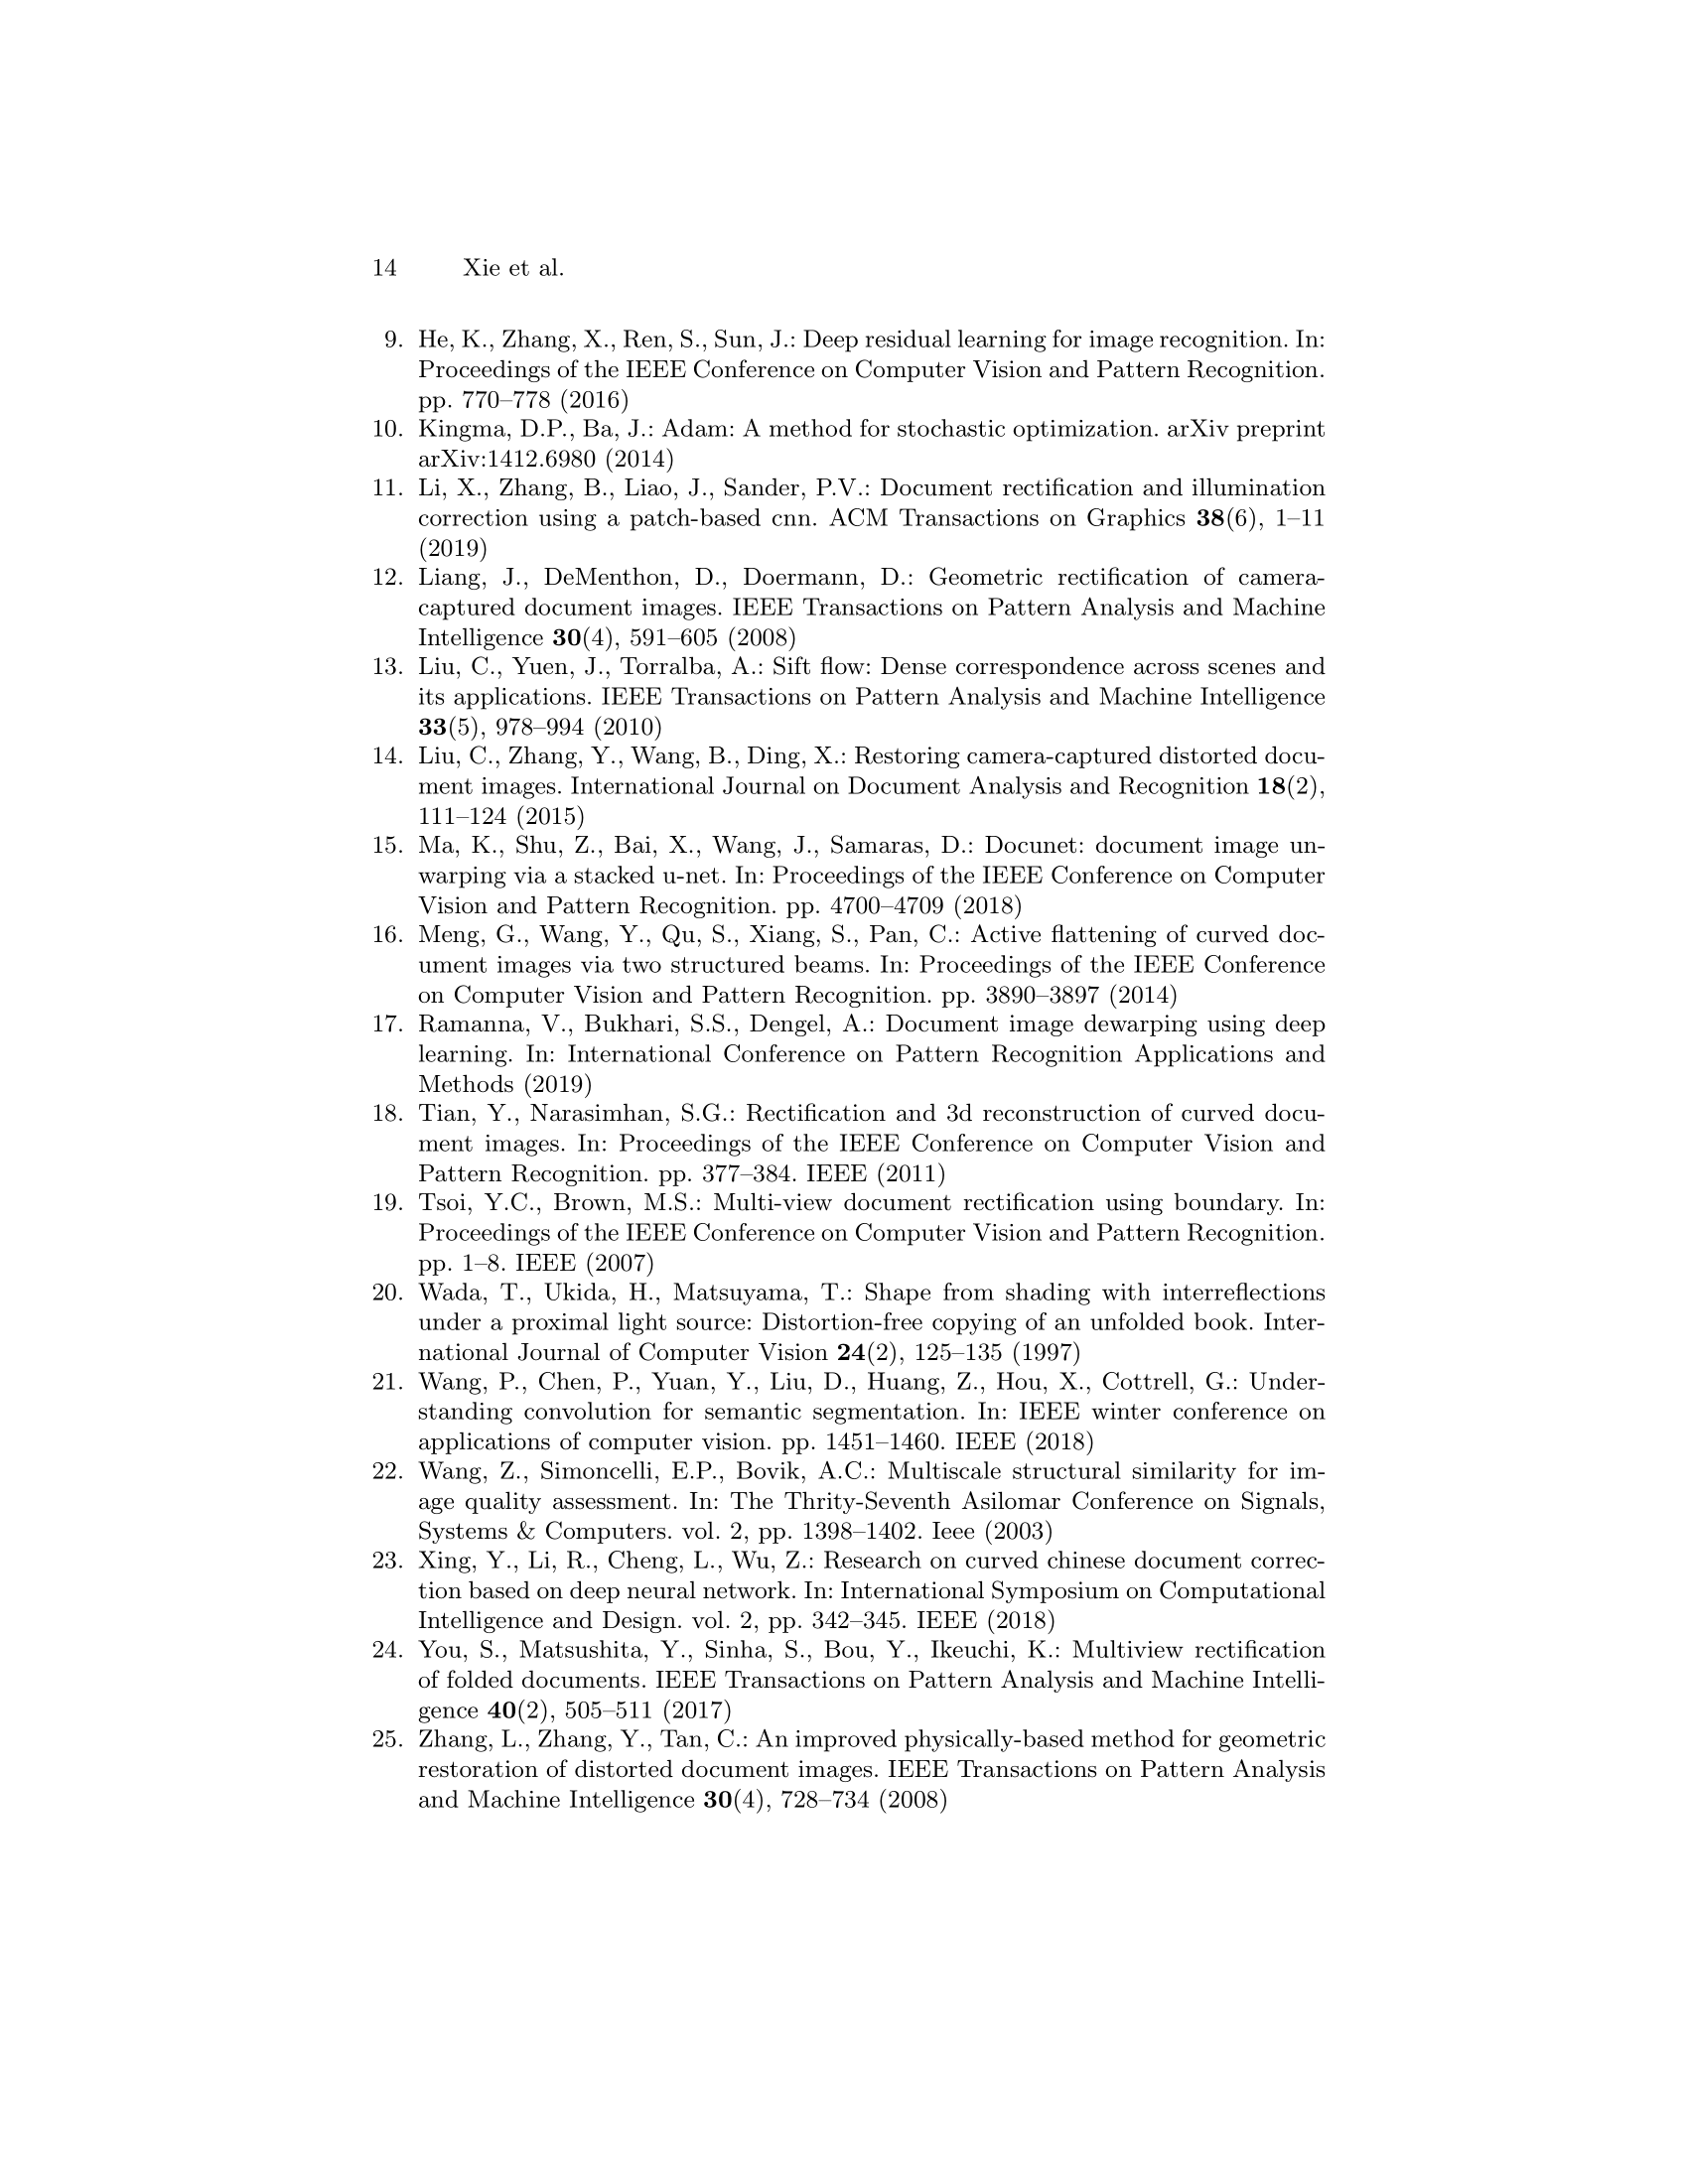 14 Xie et al.
9. He, K., Zhang, X., Ren, S., Sun, J.: Deep residual learning for image recognition. In:
Proceedings of the IEEE Conference on Computer Vision and Pattern Recognition.
pp. 770–778 (2016)
10. Kingma, D.P., Ba, J.: Adam: A method for stochastic optimization. arXiv preprint
arXiv:1412.6980 (2014)
11. Li, X., Zhang, B., Liao, J., Sander, P.V.: Document rectification and illumination
correction using a patch-based cnn. ACM Transactions on Graphics 38(6), 1–11
(2019)
12. Liang, J., DeMenthon, D., Doermann, D.: Geometric rectification of camera-
captured document images. IEEE Transactions on Pattern Analysis and Machine
Intelligence 30(4), 591–605 (2008)
13. Liu, C., Yuen, J., Torralba, A.: Sift flow: Dense correspondence across scenes and
its applications. IEEE Transactions on Pattern Analysis and Machine Intelligence
33(5), 978–994 (2010)
14. Liu, C., Zhang, Y., Wang, B., Ding, X.: Restoring camera-captured distorted docu-
ment images. International Journal on Document Analysis and Recognition 18(2),
111–124 (2015)
15. Ma, K., Shu, Z., Bai, X., Wang, J., Samaras, D.: Docunet: document image un-
warping via a stacked u-net. In: Proceedings of the IEEE Conference on Computer
Vision and Pattern Recognition. pp. 4700–4709 (2018)
16. Meng, G., Wang, Y., Qu, S., Xiang, S., Pan, C.: Active flattening of curved doc-
ument images via two structured beams. In: Proceedings of the IEEE Conference
on Computer Vision and Pattern Recognition. pp. 3890–3897 (2014)
17. Ramanna, V., Bukhari, S.S., Dengel, A.: Document image dewarping using deep
learning. In: International Conference on Pattern Recognition Applications and
Methods (2019)
18. Tian, Y., Narasimhan, S.G.: Rectification and 3d reconstruction of curved docu-
ment images. In: Proceedings of the IEEE Conference on Computer Vision and
Pattern Recognition. pp. 377–384. IEEE (2011)
19. Tsoi, Y.C., Brown, M.S.: Multi-view document rectification using boundary. In:
Proceedings of the IEEE Conference on Computer Vision and Pattern Recognition.
pp. 1–8. IEEE (2007)
20. Wada, T., Ukida, H., Matsuyama, T.: Shape from shading with interreflections
under a proximal light source: Distortion-free copying of an unfolded book. Inter-
national Journal of Computer Vision 24(2), 125–135 (1997)
21. Wang, P., Chen, P., Yuan, Y., Liu, D., Huang, Z., Hou, X., Cottrell, G.: Under-
standing convolution for semantic segmentation. In: IEEE winter conference on
applications of computer vision. pp. 1451–1460. IEEE (2018)
22. Wang, Z., Simoncelli, E.P., Bovik, A.C.: Multiscale structural similarity for im-
age quality assessment. In: The Thrity-Seventh Asilomar Conference on Signals,
Systems & Computers. vol. 2, pp. 1398–1402. Ieee (2003)
23. Xing, Y., Li, R., Cheng, L., Wu, Z.: Research on curved chinese document correc-
tion based on deep neural network. In: International Symposium on Computational
Intelligence and Design. vol. 2, pp. 342–345. IEEE (2018)
24. You, S., Matsushita, Y., Sinha, S., Bou, Y., Ikeuchi, K.: Multiview rectification
of folded documents. IEEE Transactions on Pattern Analysis and Machine Intelli-
gence 40(2), 505–511 (2017)
25. Zhang, L., Zhang, Y., Tan, C.: An improved physically-based method for geometric
restoration of distorted document images. IEEE Transactions on Pattern Analysis
and Machine Intelligence 30(4), 728–734 (2008)